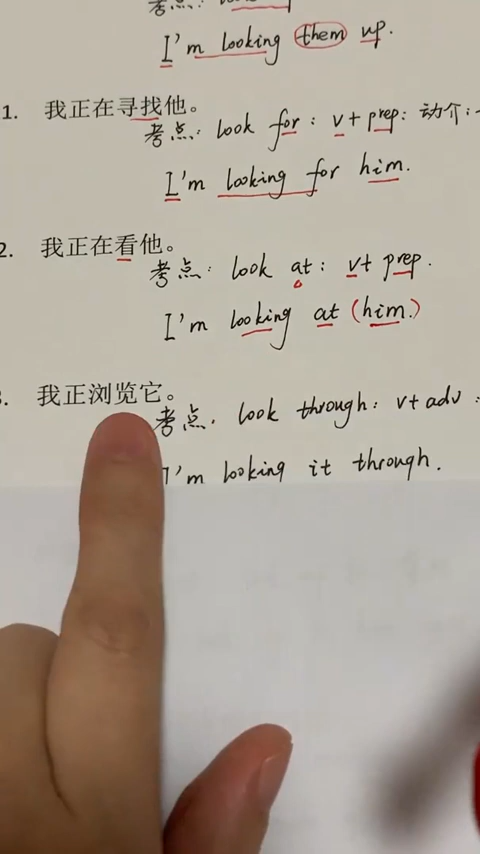 考点:
I'm looking them up.
1. 我正在寻找他。
考点: look for: v+prep: 动介:
I'm looking for him.
2. 我正在看他。
考点: look at: v+ prep.
I'm looking at (him.)
我正浏览它。
考点. look through: v+adv:
I'm looking it through.